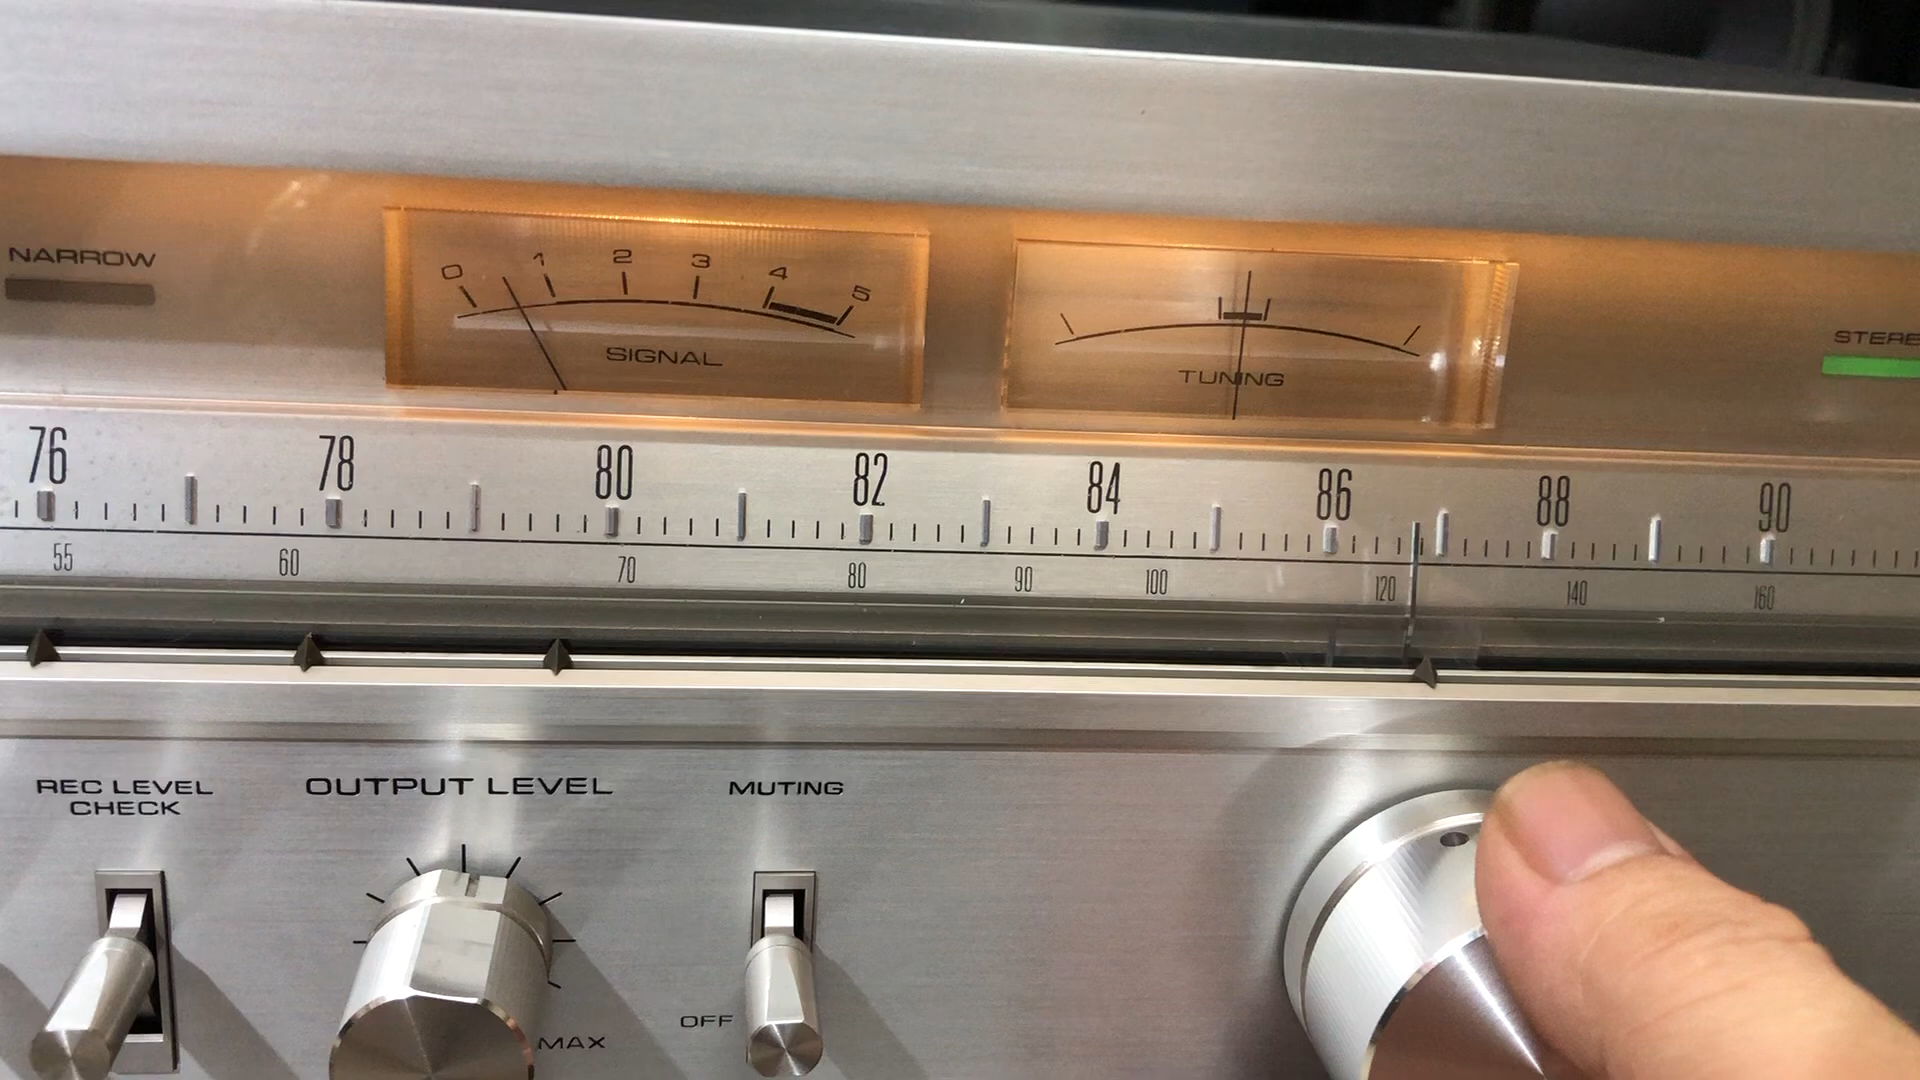 NARROW
0 1 2 3 4 5
SIGNAL
TUNING
STERE
76 78 80 82 84 86 88 90
55 60 70 80 90 100 120 140 160
REC LEVEL
CHECK
OUTPUT LEVEL
MUTING
OFF
MAX